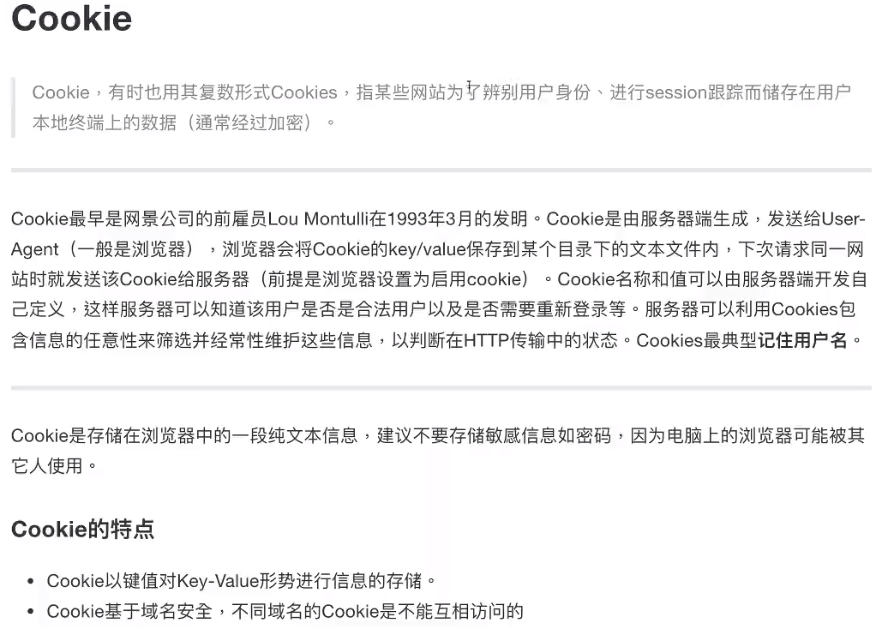 Cookie
Cookie，有时也用其复数形式Cookies，指某些网站为了辨别用户身份、进行session跟踪而储存在用户
本地终端上的数据（通常经过加密）。
Cookie最早是网景公司的前雇员Lou Montulli在1993年3月的发明。Cookie是由服务器端生成，发送给User-
Agent（一般是浏览器），浏览器会将Cookie的key/value保存到某个目录下的文本文件内，下次请求同一网
站时就发送该Cookie给服务器（前提是浏览器设置为启用cookie）。Cookie名称和值可以由服务器端开发自
己定义，这样服务器可以知道该用户是否是合法用户以及是否需要重新登录等。服务器可以利用Cookies包
含信息的任意性来筛选并经常性维护这些信息，以判断在HTTP传输中的状态。Cookies最典型记住用户名。
Cookie是存储在浏览器中的一段纯文本信息，建议不要存储敏感信息如密码，因为电脑上的浏览器可能被其
它人使用。
Cookie的特点
• Cookie以键值对Key-Value形势进行信息的存储。
• Cookie基于域名安全，不同域名的Cookie是不能互相访问的